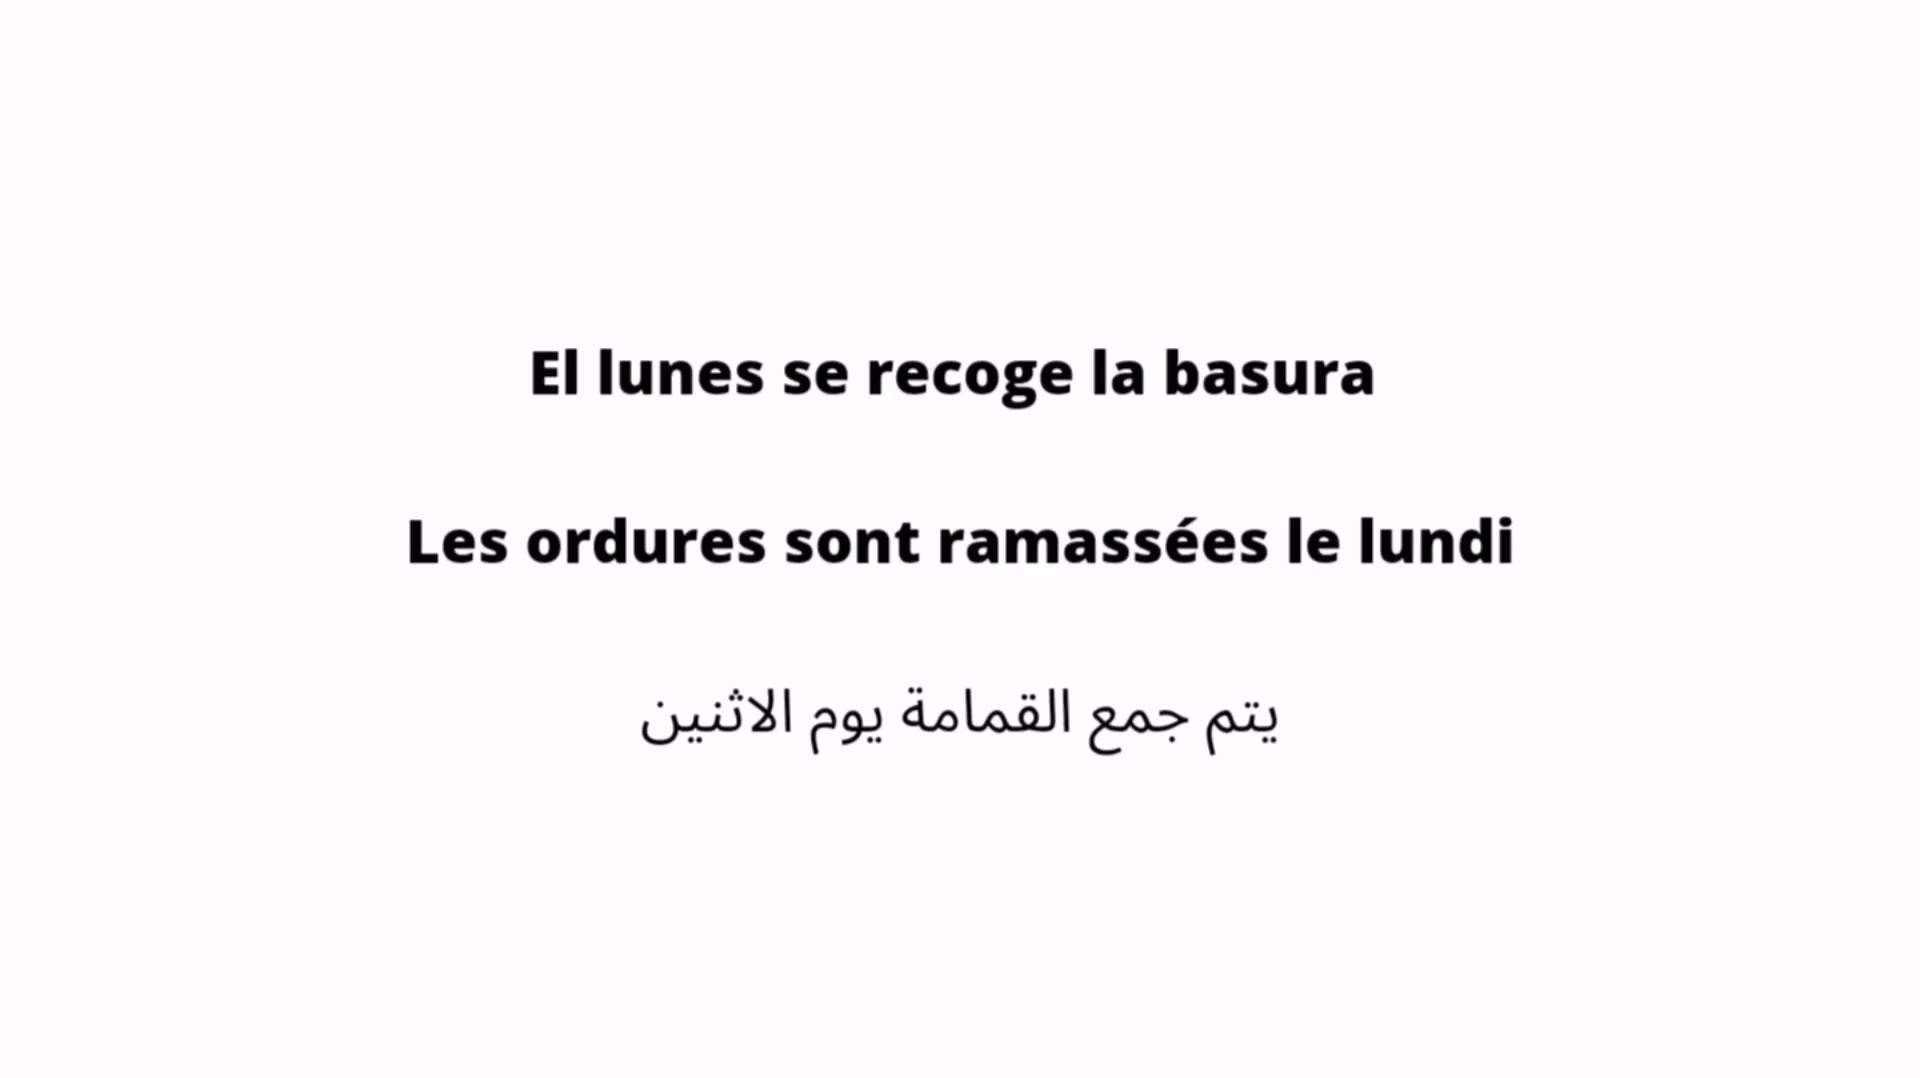 El lunes se recoge la basura
Les ordures sont ramassées le lundi
يتم جمع القمامة يوم الاثنين